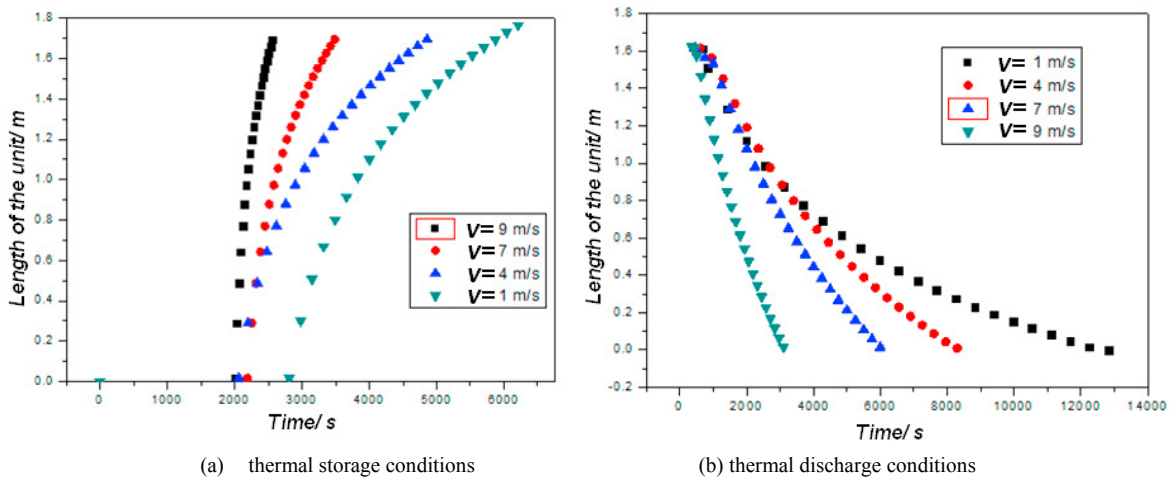 1.8
1.6
1.4
1.2
1.0
0.8
0.6
0.4
0.2
0.0
Length of the unit/ m
0
1000
2000
3000
4000
5000
6000
Time/ s
V= 9 m/s
V= 7 m/s
V= 4 m/s
V= 1 m/s
(a) thermal storage conditions
1.8
1.6
1.4
1.2
1.0
0.8
0.6
0.4
0.2
0.0
-0.2
Length of the unit/ m
0
2000
4000
6000
8000
10000
12000
14000
Time/ s
V= 1 m/s
V= 4 m/s
V= 7 m/s
V= 9 m/s
(b) thermal discharge conditions